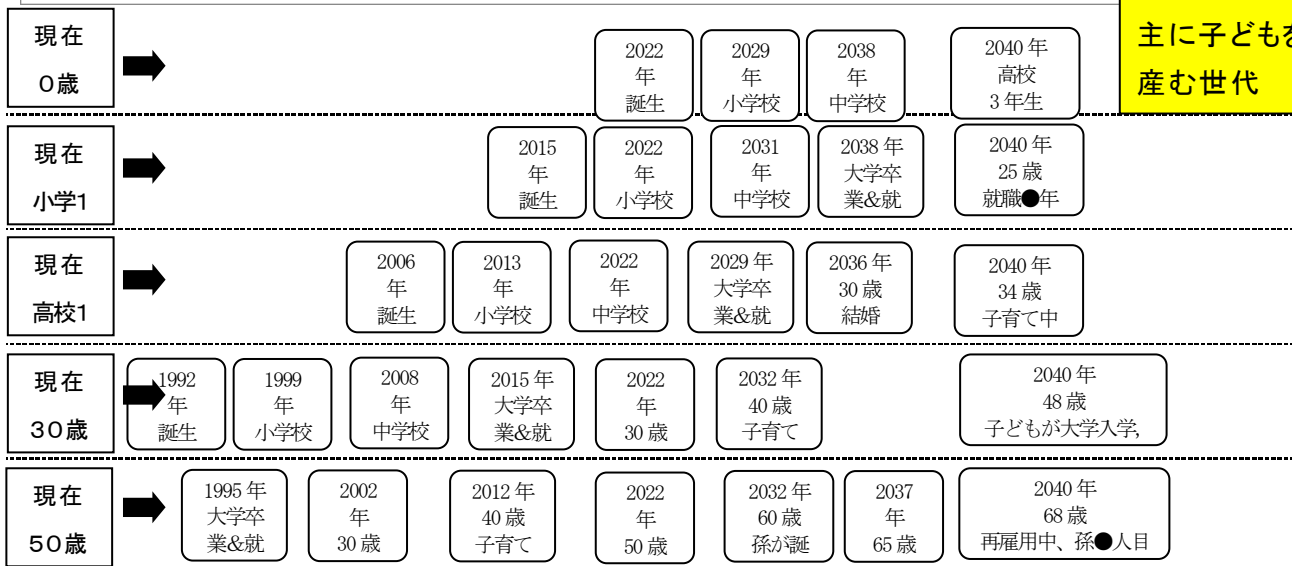 主に子どもを
産む世代
現在
0歳
2022
年
誕生
2029
年
小学校
2038
年
中学校
2040年
高校
3年生
現在
小学1
2015
年
誕生
2022
年
小学校
2031
年
中学校
2038年
大学卒
業&就
2040年
25歳
就職●年
現在
高校1
2006
年
誕生
2013
年
小学校
2022
年
中学校
2029年
大学卒
業&就
2036年
30歳
結婚
2040年
34歳
子育て中
現在
30歳
1992
年
誕生
1999
年
小学校
2008
年
中学校
2015年
大学卒
業&就
2022
年
30歳
2032年
40歳
子育て
2040年
48歳
子どもが大学入学,
現在
50歳
1995年
大学卒
業&就
2002
年
30歳
2012年
40歳
子育て
2022
年
50歳
2032年
60歳
孫が誕
2037
年
65歳
2040年
68歳
再雇用中、孫●人目